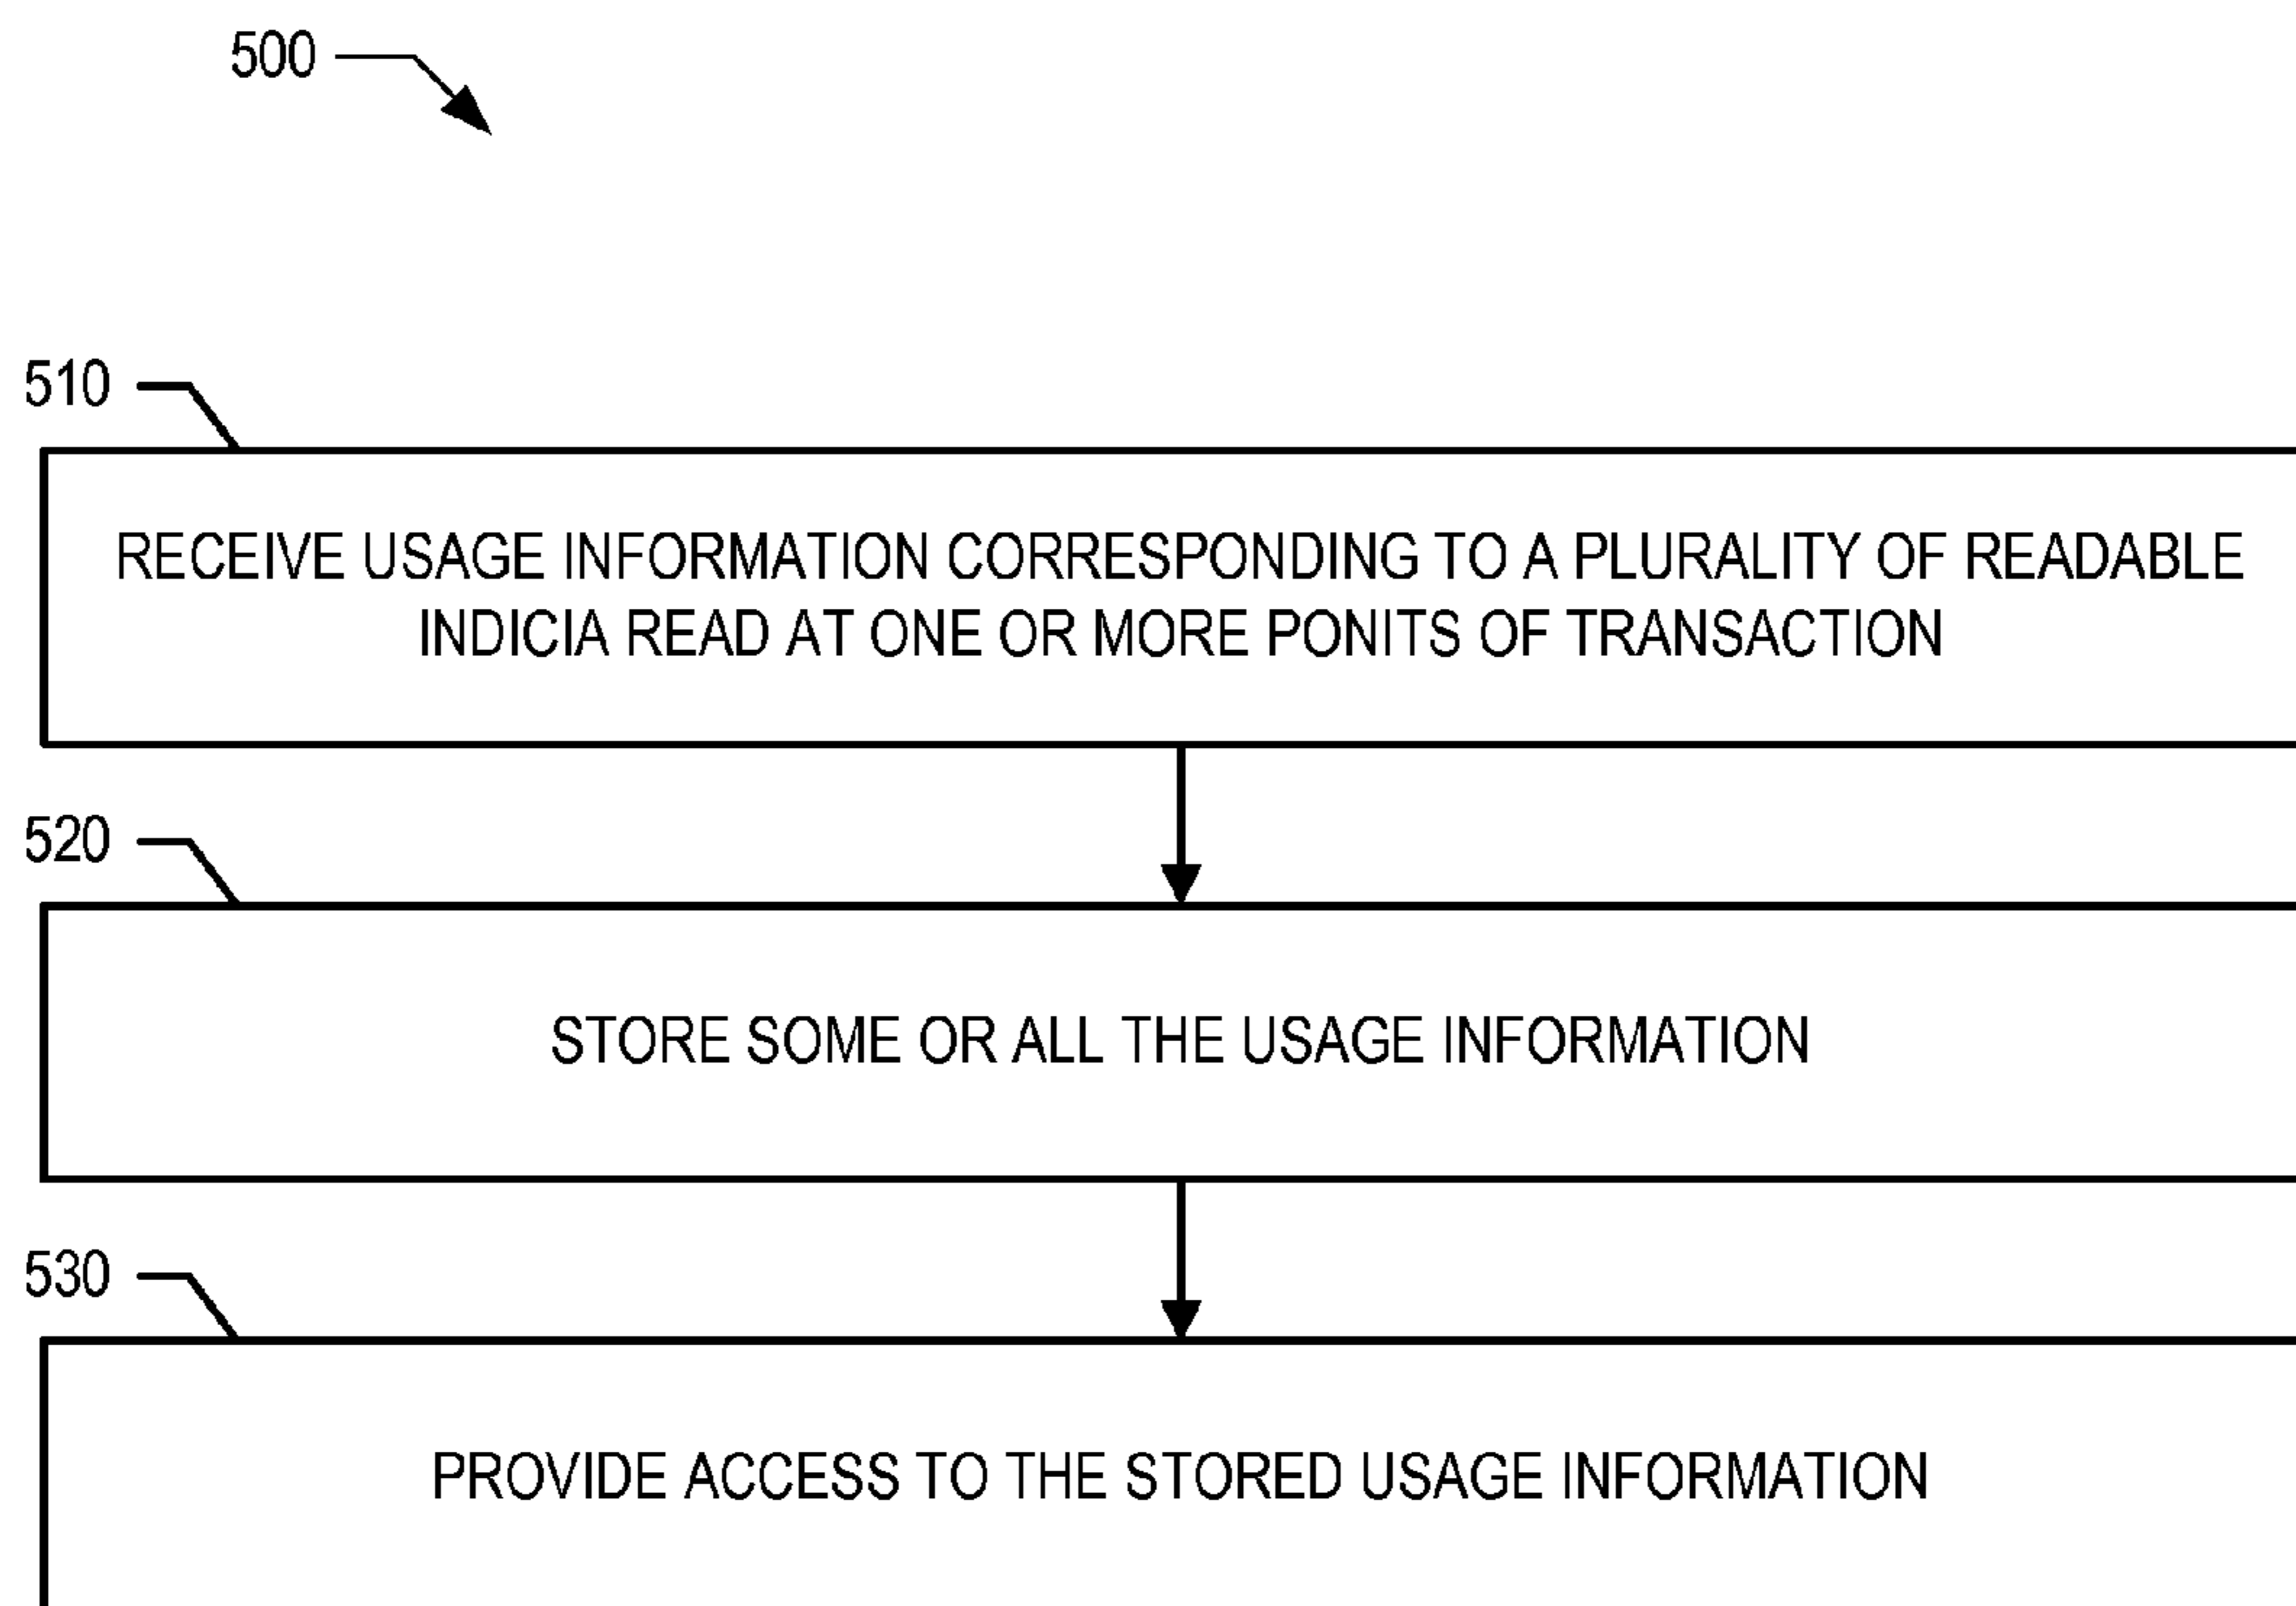 500
510
RECEIVE USAGE INFORMATION CORRESPONDING TO A PLURALITY OF READABLE
INDICIA READ AT ONE OR MORE PONITS OF TRANSACTION
520
STORE SOME OR ALL THE USAGE INFORMATION
530
PROVIDE ACCESS TO THE STORED USAGE INFORMATION